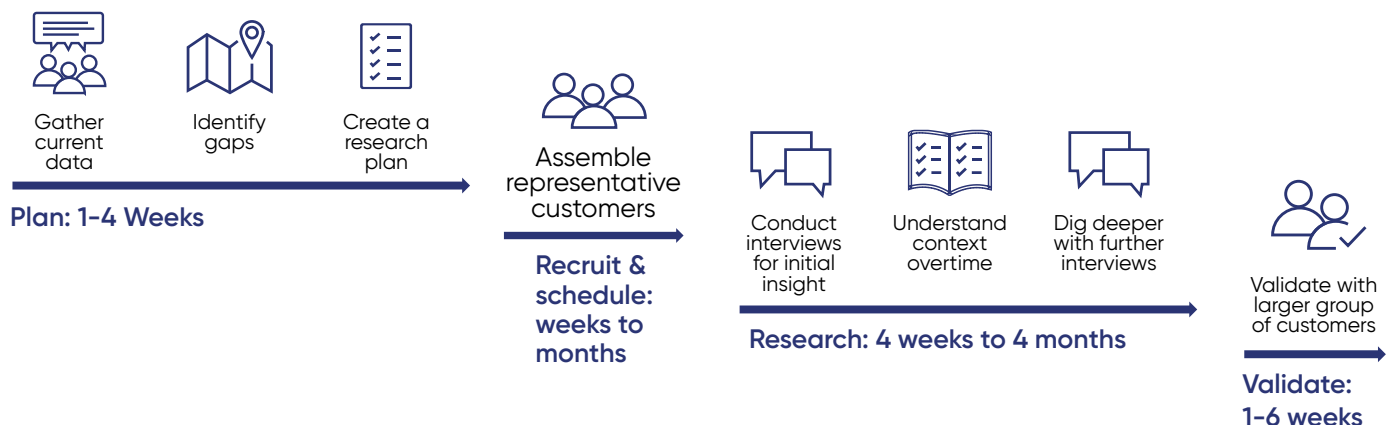 Gather
current
data
Identify
gaps
Create a
research
plan
Plan: 1-4 Weeks
Assemble
representative
customers
Recruit &
schedule:
weeks to
months
Conduct
interviews
for initial
insight
Understand
context
overtime
Dig deeper
with further
interviews
Research: 4 weeks to 4 months
Validate with
larger group
of customers
Validate:
1-6 weeks